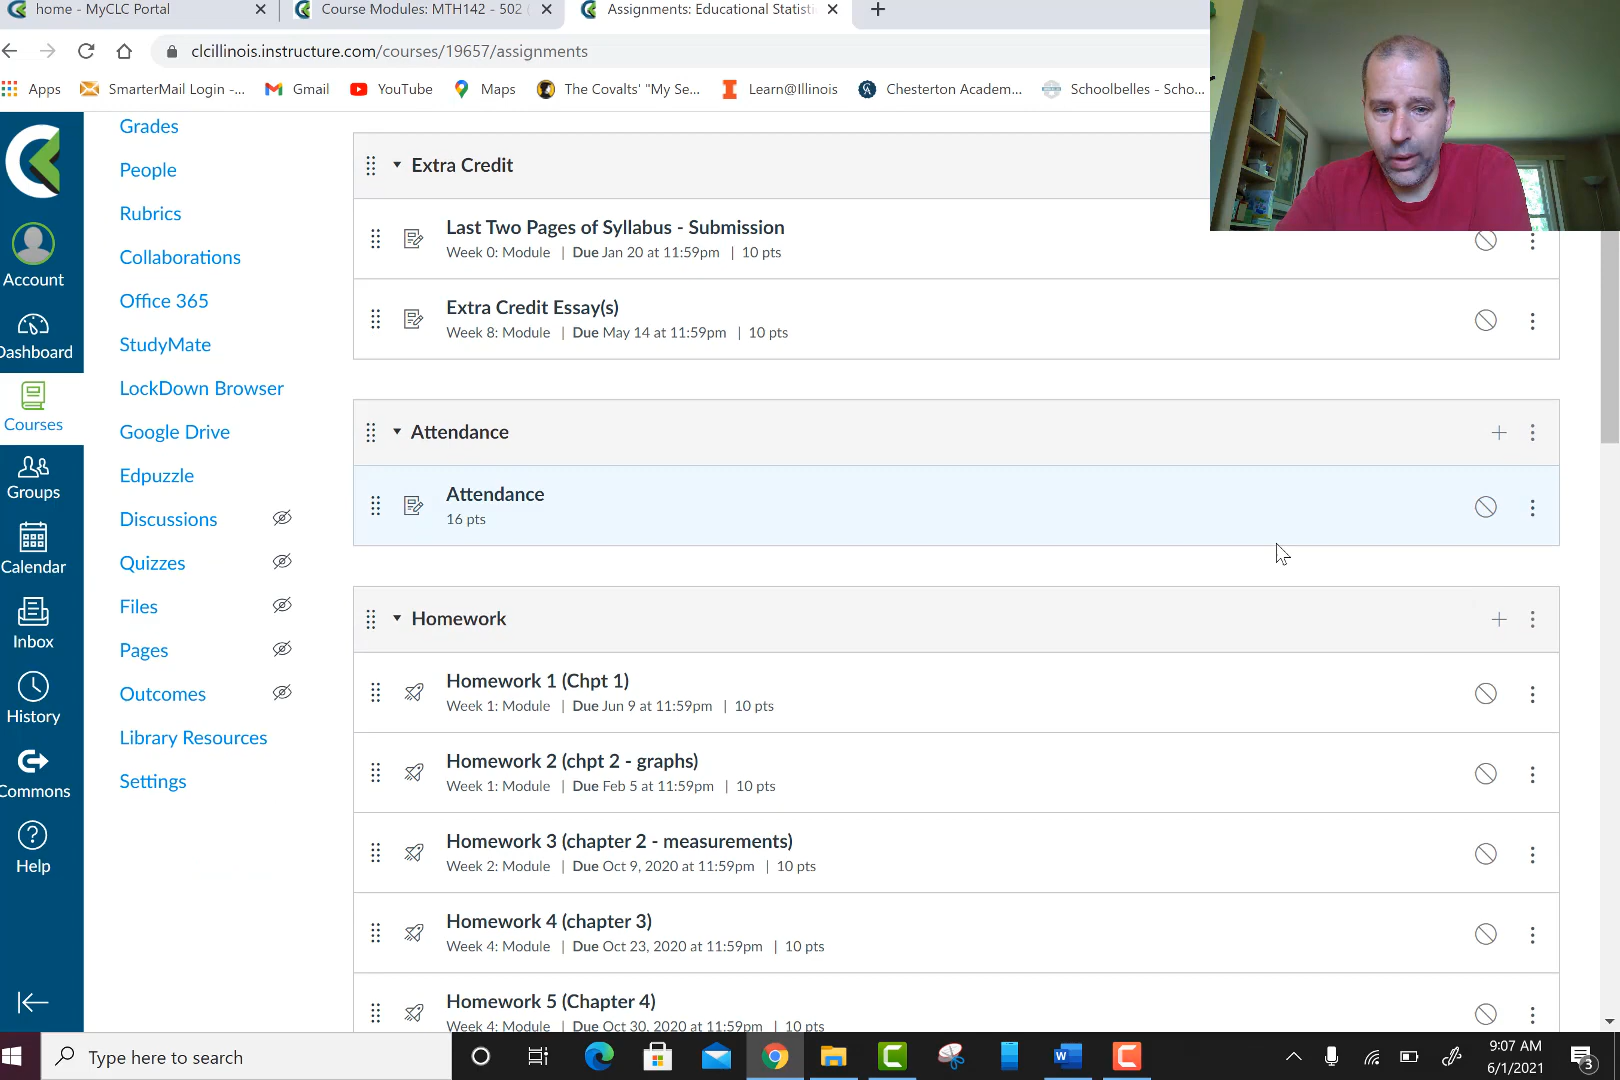 home - MyCLC Portal
Course Modules: MTH142 - 502
Assignments: Educational Statisti
clcillinois.instructure.com/courses/19657/assignments
Apps
SmarterMail Login -...
Gmail
YouTube
Maps
The Covalts' "My Se...
Learn@Illinois
Chesterton Academ...
Schoolbelles - Scho...
Account
Dashboard
Courses
Groups
Calendar
Inbox
History
Commons
Help
Grades
People
Rubrics
Collaborations
Office 365
StudyMate
LockDown Browser
Google Drive
Edpuzzle
Discussions
Quizzes
Files
Pages
Outcomes
Library Resources
Settings
Extra Credit
Last Two Pages of Syllabus - Submission
Week 0: Module | Due Jan 20 at 11:59pm | 10 pts
Extra Credit Essay(s)
Week 8: Module | Due May 14 at 11:59pm | 10 pts
Attendance
Attendance
16 pts
Homework
Homework 1 (Chpt 1)
Week 1: Module | Due Jun 9 at 11:59pm | 10 pts
Homework 2 (chpt 2 - graphs)
Week 1: Module | Due Feb 5 at 11:59pm | 10 pts
Homework 3 (chapter 2 - measurements)
Week 2: Module | Due Oct 9, 2020 at 11:59pm | 10 pts
Homework 4 (chapter 3)
Week 4: Module | Due Oct 23, 2020 at 11:59pm | 10 pts
Homework 5 (Chapter 4)
Week 4: Module | Due Oct 30, 2020 at 11:59pm | 10 pts
Type here to search
9:07 AM
6/1/2021
3